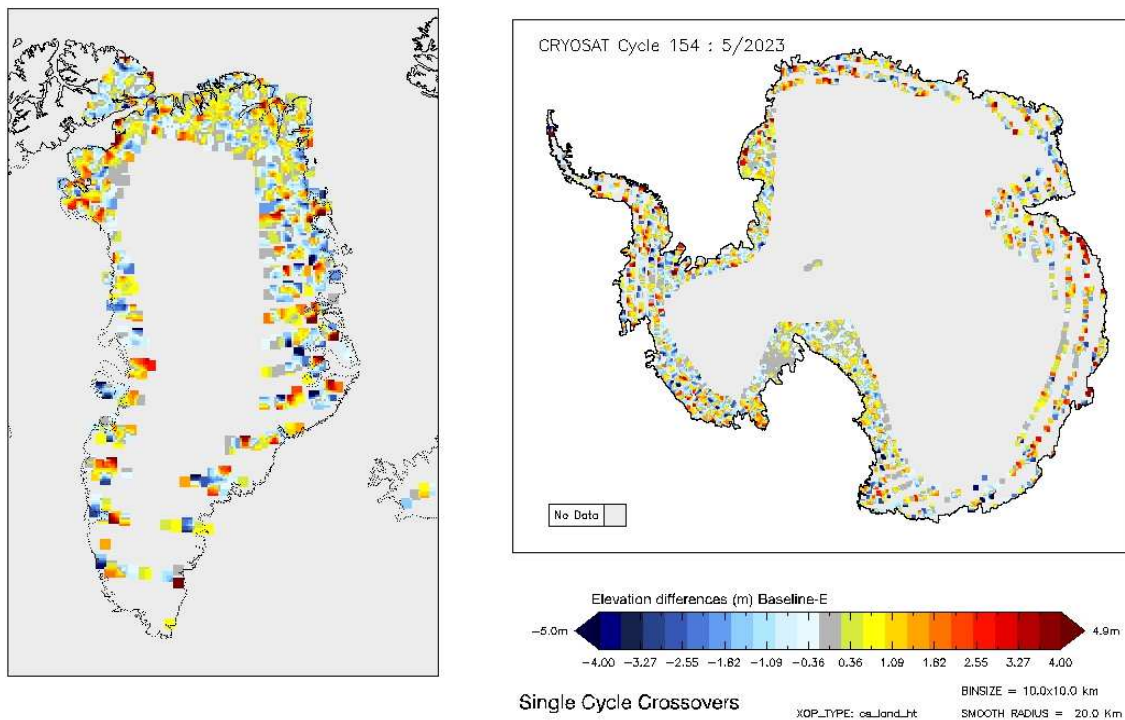 CRYOSAT Cycle 154 : 5/2023
No Data
Elevation differences (m) Baseline-E
-5.0m 4.9m
-4.00 -3.27 -2.55 -1.82 -1.09 -0.36 0.36 1.09 1.82 2.55 3.27 4.00
Single Cycle Crossovers
BINSIZE = 10.0x10.0 km
XOP_TYPE: cs_land_ht SMOOTH RADIUS = 20.0 Km